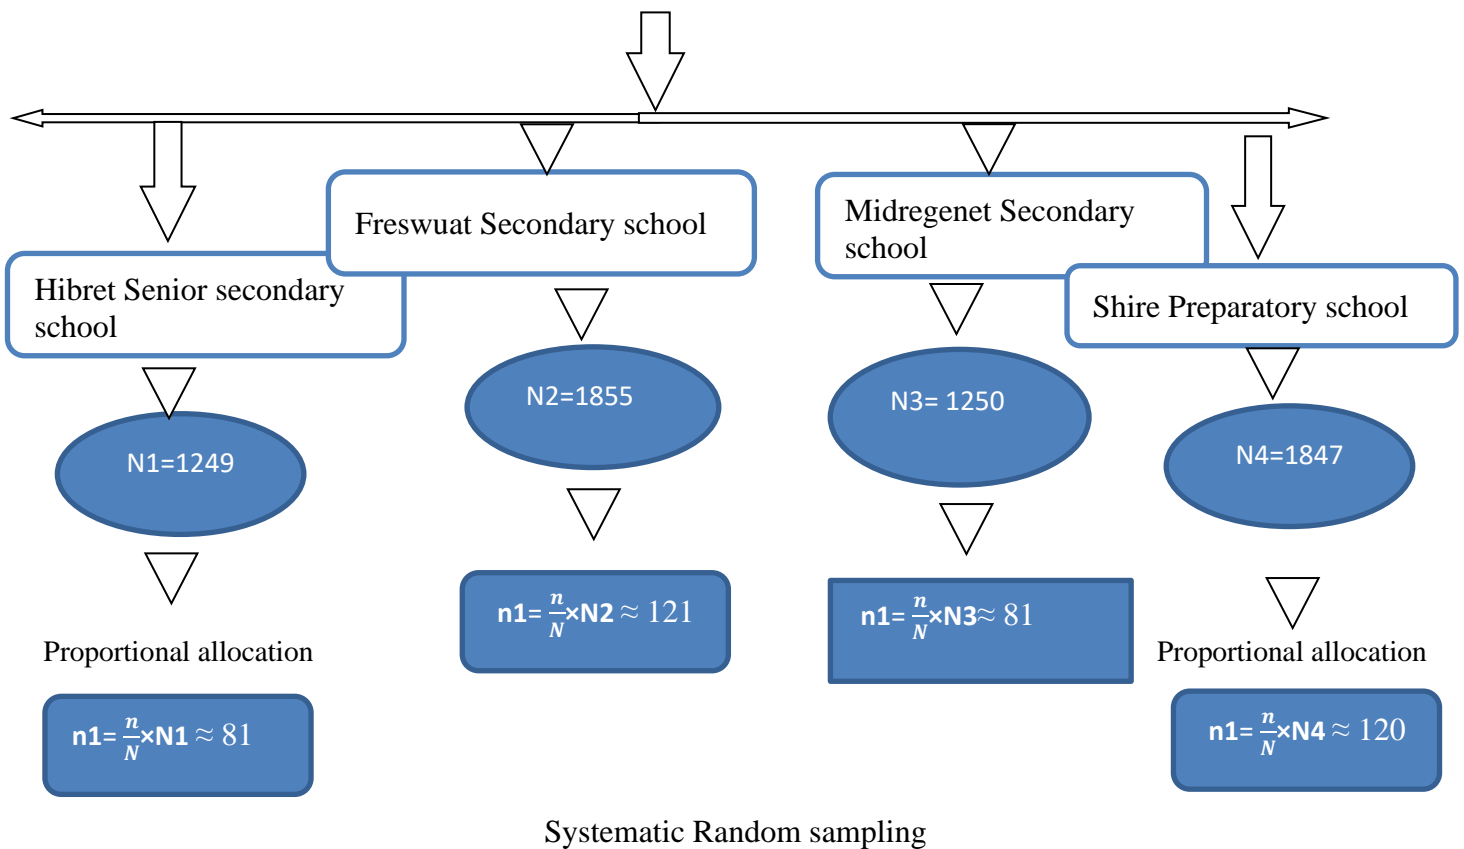 Freswuat Secondary school
Midregenet Secondary
school
Hibret Senior secondary
school
Shire Preparatory school
N1=1249
N2=1855
N3= 1250
N4=1847
n1= n/N ×N2 ≈ 121
n1= n/N ×N3≈ 81
Proportional allocation
Proportional allocation
n1= n/N ×N1 ≈ 81
n1= n/N ×N4 ≈ 120
Systematic Random sampling